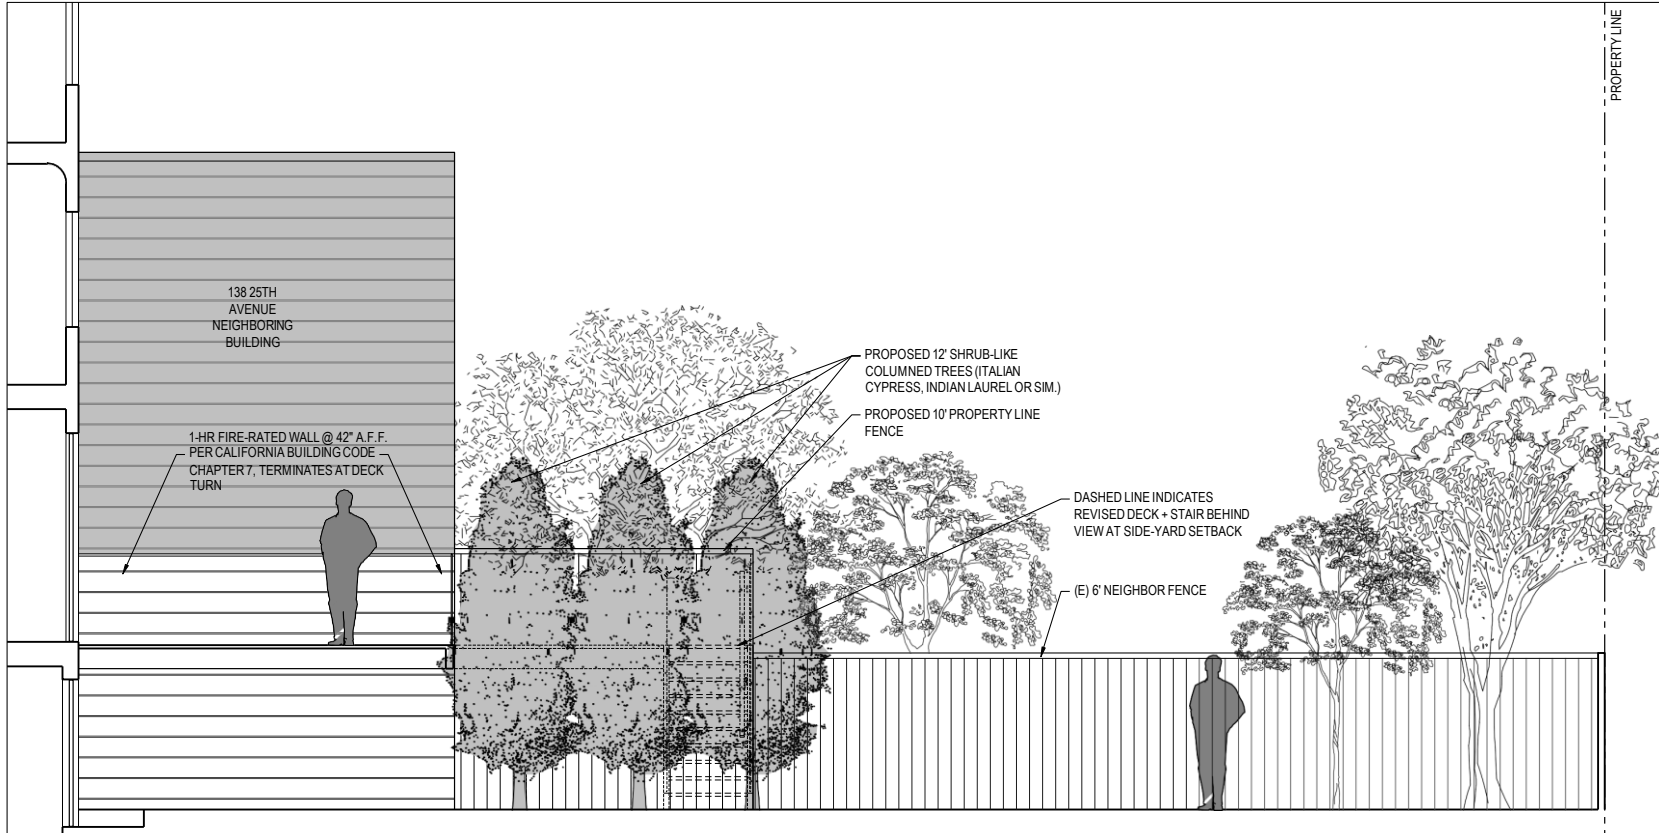 PROPERTY LINE
138 25TH
AVENUE
NEIGHBORING
BUILDING
PROPOSED 12' SHRUB-LIKE
COLUMNED TREES (ITALIAN
CYPRESS, INDIAN LAUREL OR SIM.)
PROPOSED 10' PROPERTY LINE
FENCE
1-HR FIRE-RATED WALL @ 42" A.F.F.
PER CALIFORNIA BUILDING CODE
CHAPTER 7, TERMINATES AT DECK
TURN
DASHED LINE INDICATES
REVISED DECK + STAIR BEHIND
VIEW AT SIDE-YARD SETBACK
(E) 6' NEIGHBOR FENCE